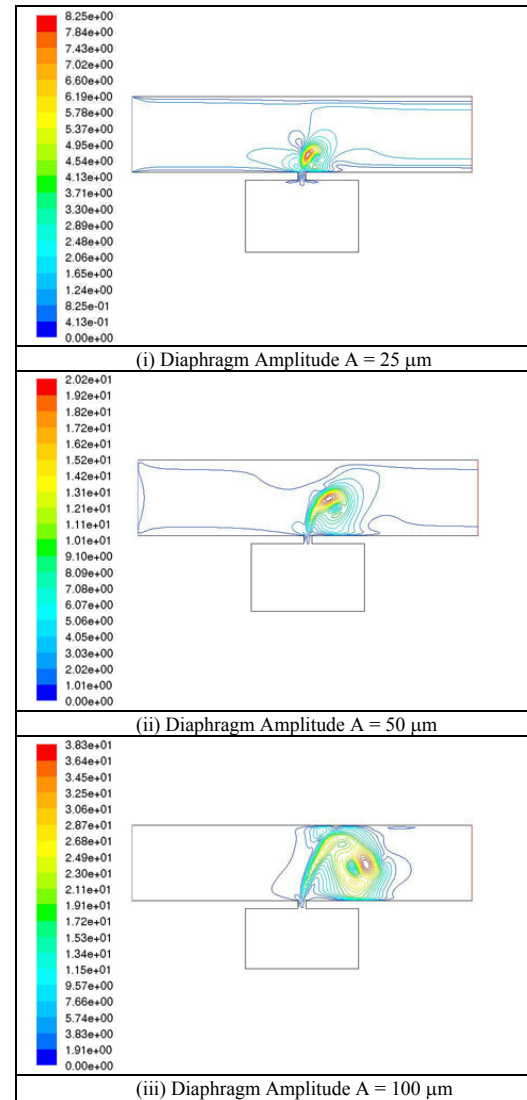 8.25e+00
7.84e+00
7.43e+00
7.02e+00
6.60e+00
6.19e+00
5.78e+00
5.37e+00
4.95e+00
4.54e+00
4.13e+00
3.71e+00
3.30e+00
2.89e+00
2.48e+00
2.06e+00
1.65e+00
1.24e+00
8.25e-01
4.13e-01
0.00e+00
(i) Diaphragm Amplitude A = 25 μm
2.02e+01
1.92e+01
1.82e+01
1.72e+01
1.62e+01
1.52e+01
1.42e+01
1.31e+01
1.21e+01
1.11e+01
1.01e+01
9.10e+00
8.09e+00
7.08e+00
6.07e+00
5.06e+00
4.05e+00
3.03e+00
2.02e+00
1.01e+00
0.00e+00
(ii) Diaphragm Amplitude A = 50 μm
3.83e+01
3.64e+01
3.45e+01
3.25e+01
3.06e+01
2.87e+01
2.68e+01
2.49e+01
2.30e+01
2.11e+01
1.91e+01
1.72e+01
1.53e+01
1.34e+01
1.15e+01
9.57e+00
7.66e+00
5.74e+00
3.83e+00
1.91e+00
0.00e+00
(iii) Diaphragm Amplitude A = 100 μm